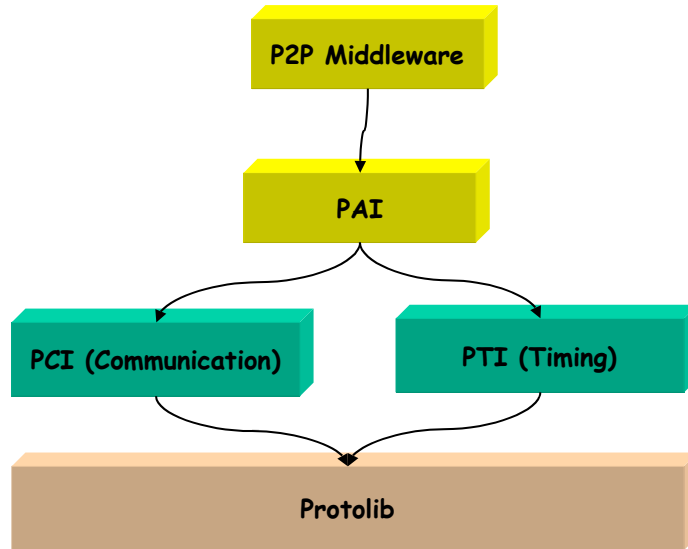 P2P Middleware
PAI
PCI (Communication)
PTI (Timing)
Protolib